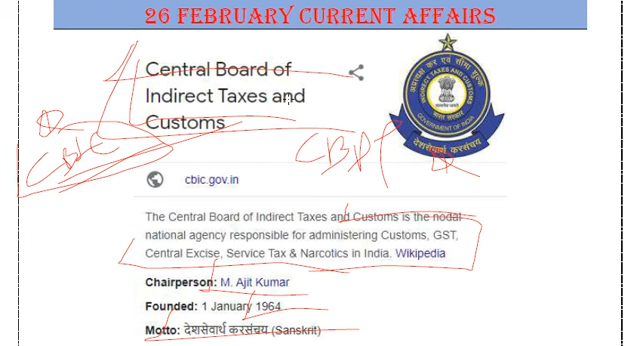 26 FEBRUARY CURRENT AFFAIRS
Central Board of
Indirect Taxes and
Customs
अप्रत्यक्ष कर एवं सीमा शुल्क
INDIRECT TAXES AND CUSTOMS
GOVERNMENT OF INDIA
देशसेवार्थ करसंचय
CBIC
CBDT
cbic.gov.in
The Central Board of Indirect Taxes and Customs is the nodal
national agency responsible for administering Customs, GST,
Central Excise, Service Tax & Narcotics in India. Wikipedia
Chairperson: M. Ajit Kumar
Founded: 1 January 1964
Motto: देशसेवार्थ करसंचय (Sanskrit)